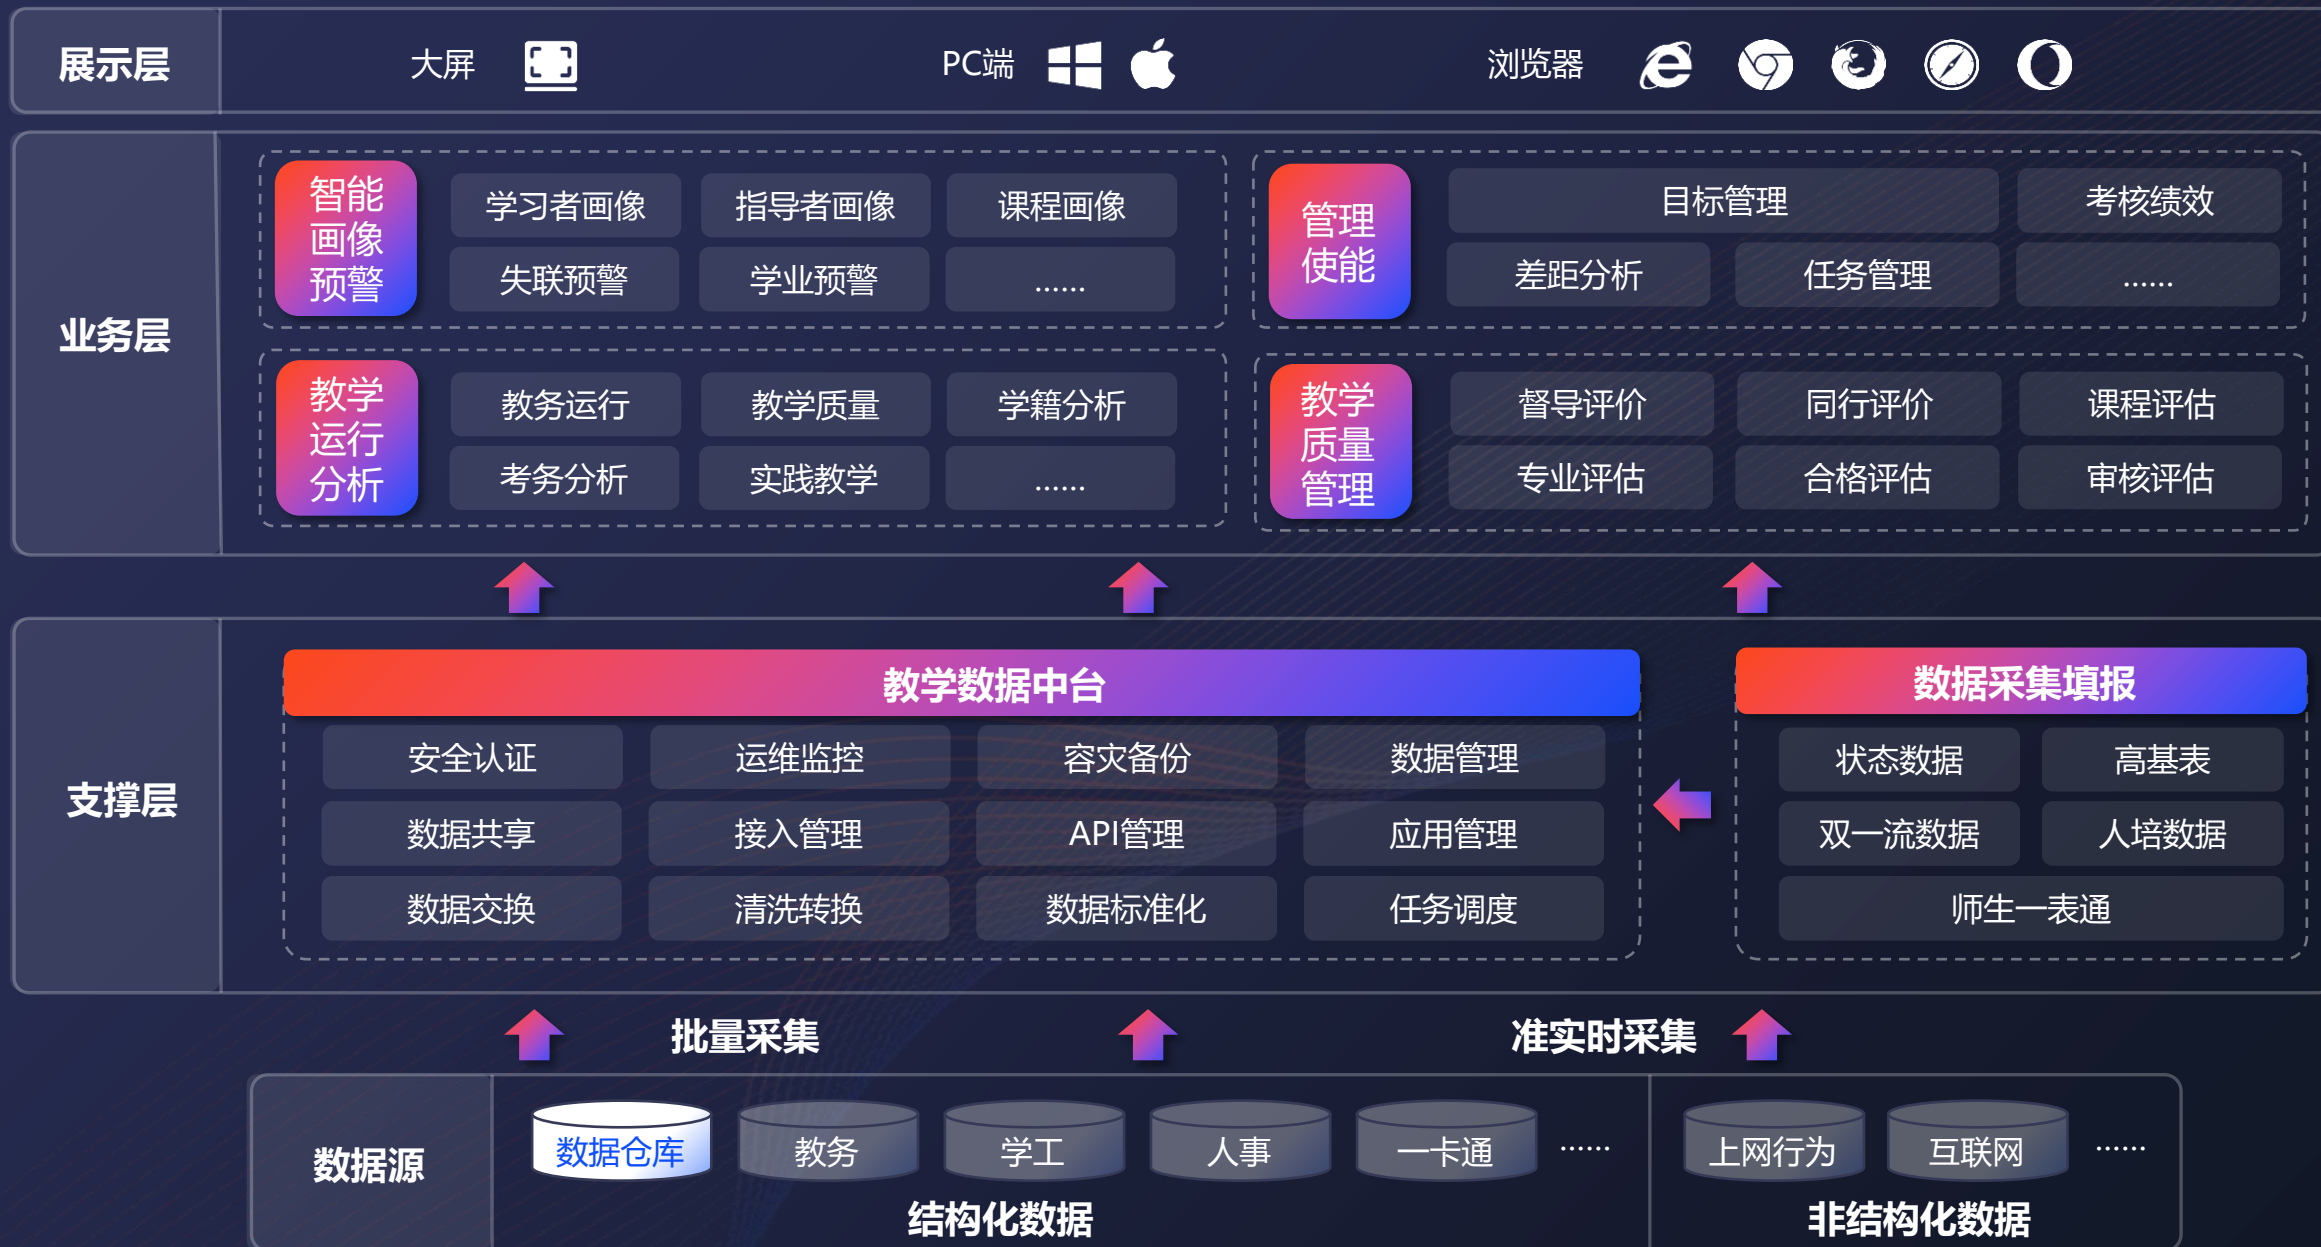 展示层
大屏
PC端
浏览器
业务层
智能
画像
预警
学习者画像
指导者画像
课程画像
失联预警
学业预警
......
管理
使能
目标管理
考核绩效
差距分析
任务管理
......
教学
运行
分析
教务运行
教学质量
学籍分析
考务分析
实践教学
......
教学
质量
管理
督导评价
同行评价
课程评估
专业评估
合格评估
审核评估
支撑层
教学数据中台
安全认证
运维监控
容灾备份
数据管理
数据共享
接入管理
API管理
应用管理
数据交换
清洗转换
数据标准化
任务调度
数据采集填报
状态数据
高基表
双一流数据
人培数据
师生一表通
批量采集
准实时采集
数据源
数据仓库
教务
学工
人事
一卡通
......
结构化数据
上网行为
互联网
......
非结构化数据